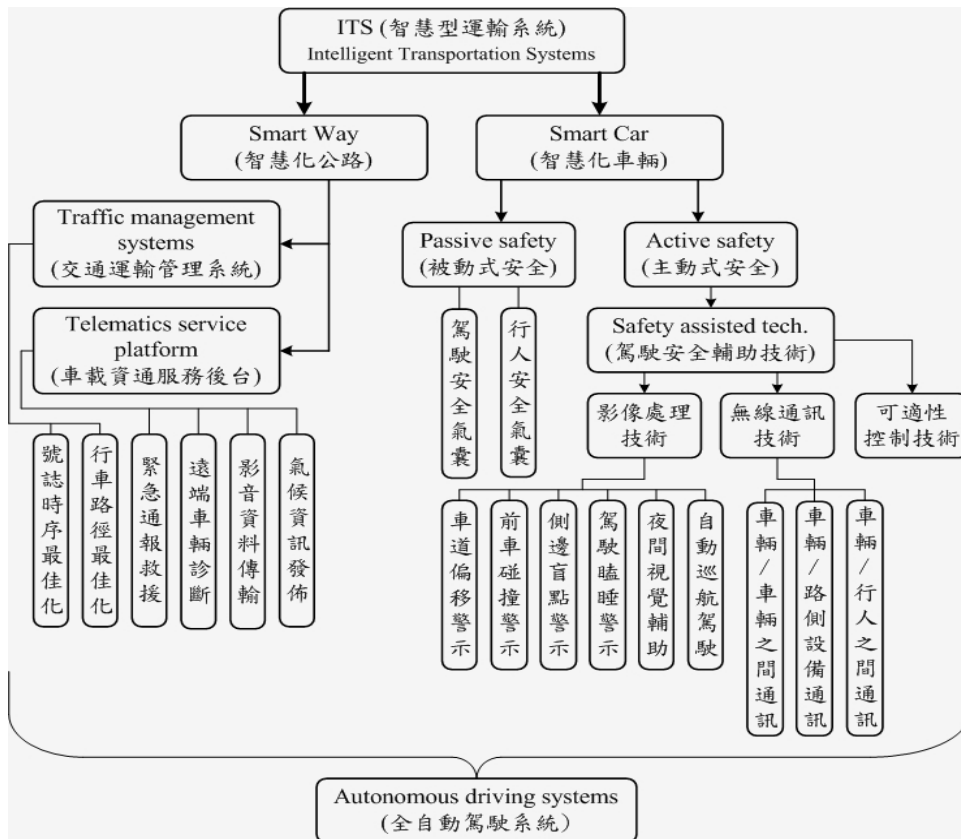 ITS (智慧型運輸系統)
Intelligent Transportation Systems
Smart Way
(智慧化公路)
Smart Car
(智慧化車輛)
Traffic management
systems
(交通運輸管理系統)
Passive safety
(被動式安全)
Active safety
(主動式安全)
Telematics service
platform
(車載資通服務後台)
駕駛安全氣囊
行人安全氣囊
Safety assisted tech.
(駕駛安全輔助技術)
影像處理
技術
無線通訊
技術
可適性
控制技術
號誌時序最佳化
行車路徑最佳化
緊急通報救援
遠端車輛診斷
影音資料傳輸
氣候資訊發佈
車道偏移警示
前車碰撞警示
側邊盲點警示
駕駛瞌睡警示
夜間視覺輔助
自動巡航駕駛
車輛/車輛之間通訊
車輛/路側設備通訊
車輛/行人之間通訊
Autonomous driving systems
(全自動駕駛系統)